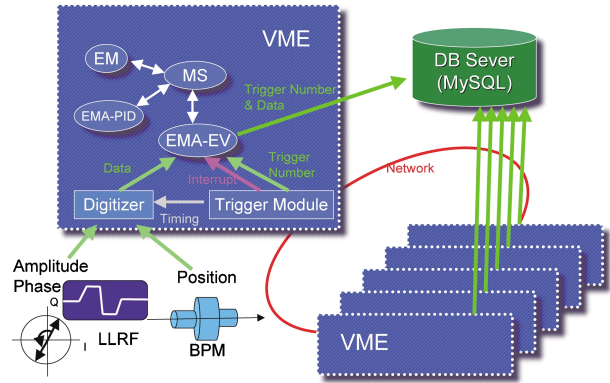 VME
EM
MS
EMA-PID
EMA-EV
Trigger Number
& Data
DB Sever
(MySQL)
Data
Interrupt
Trigger
Number
Network
Digitizer
Timing
Trigger Module
Amplitude
Phase
Position
Q
I
LLRF
BPM
VME